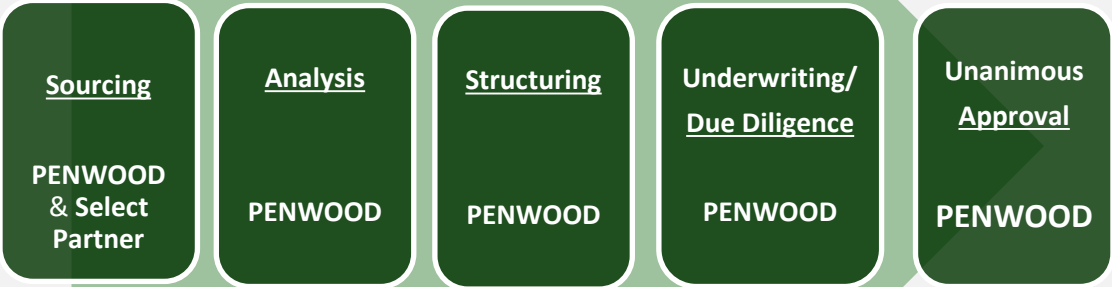 Sourcing
PENWOOD
& Select
Partner
Analysis
PENWOOD
Structuring
PENWOOD
Underwriting/
Due Diligence
PENWOOD
Unanimous
Approval
PENWOOD